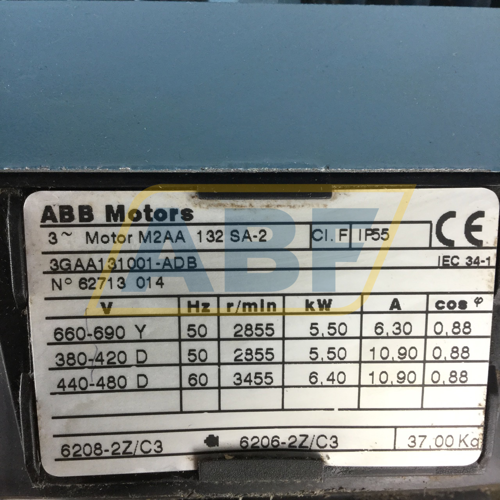 ABB Motors
3~ Motor M2AA 132 SA-2 Cl. F IP55 CE
3GAA131001-ADB IEC 34-1
Nº 62713 014
V Hz r/min kW A cos φ
660-690 Y 50 2855 5,50 6,30 0,88
380-420 D 50 2855 5,50 10,90 0,88
440-480 D 60 3455 6,40 10,90 0,88
6208-2Z/C3 6206-2Z/C3 37,00 Kg
ABF